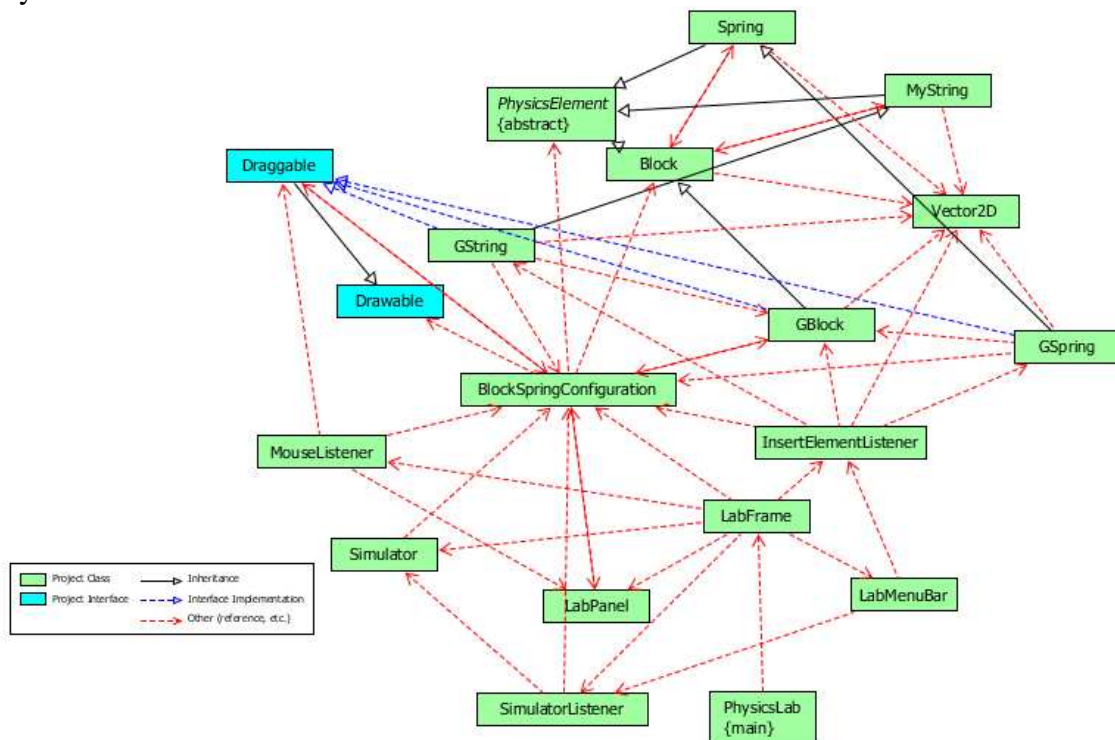 y
Spring
PhysicsElement
{abstract}
MyString
Block
Draggable
Vector2D
GString
Drawable
GBlock
GSpring
BlockSpringConfiguration
MouseListener
InsertElementListener
LabFrame
Simulator
LabPanel
LabMenuBar
SimulatorListener
PhysicsLab
{main}
Project Class
Inheritance
Project Interface
Interface Implementation
Other (reference, etc.)